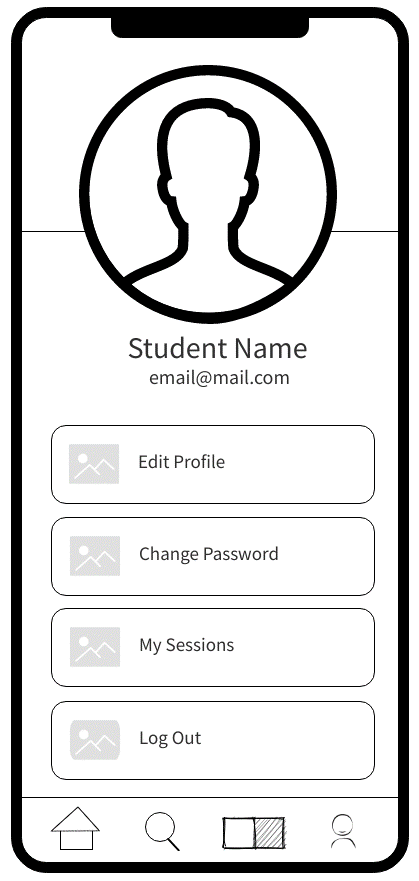 Student Name
email@mail.com
Edit Profile
Change Password
My Sessions
Log Out